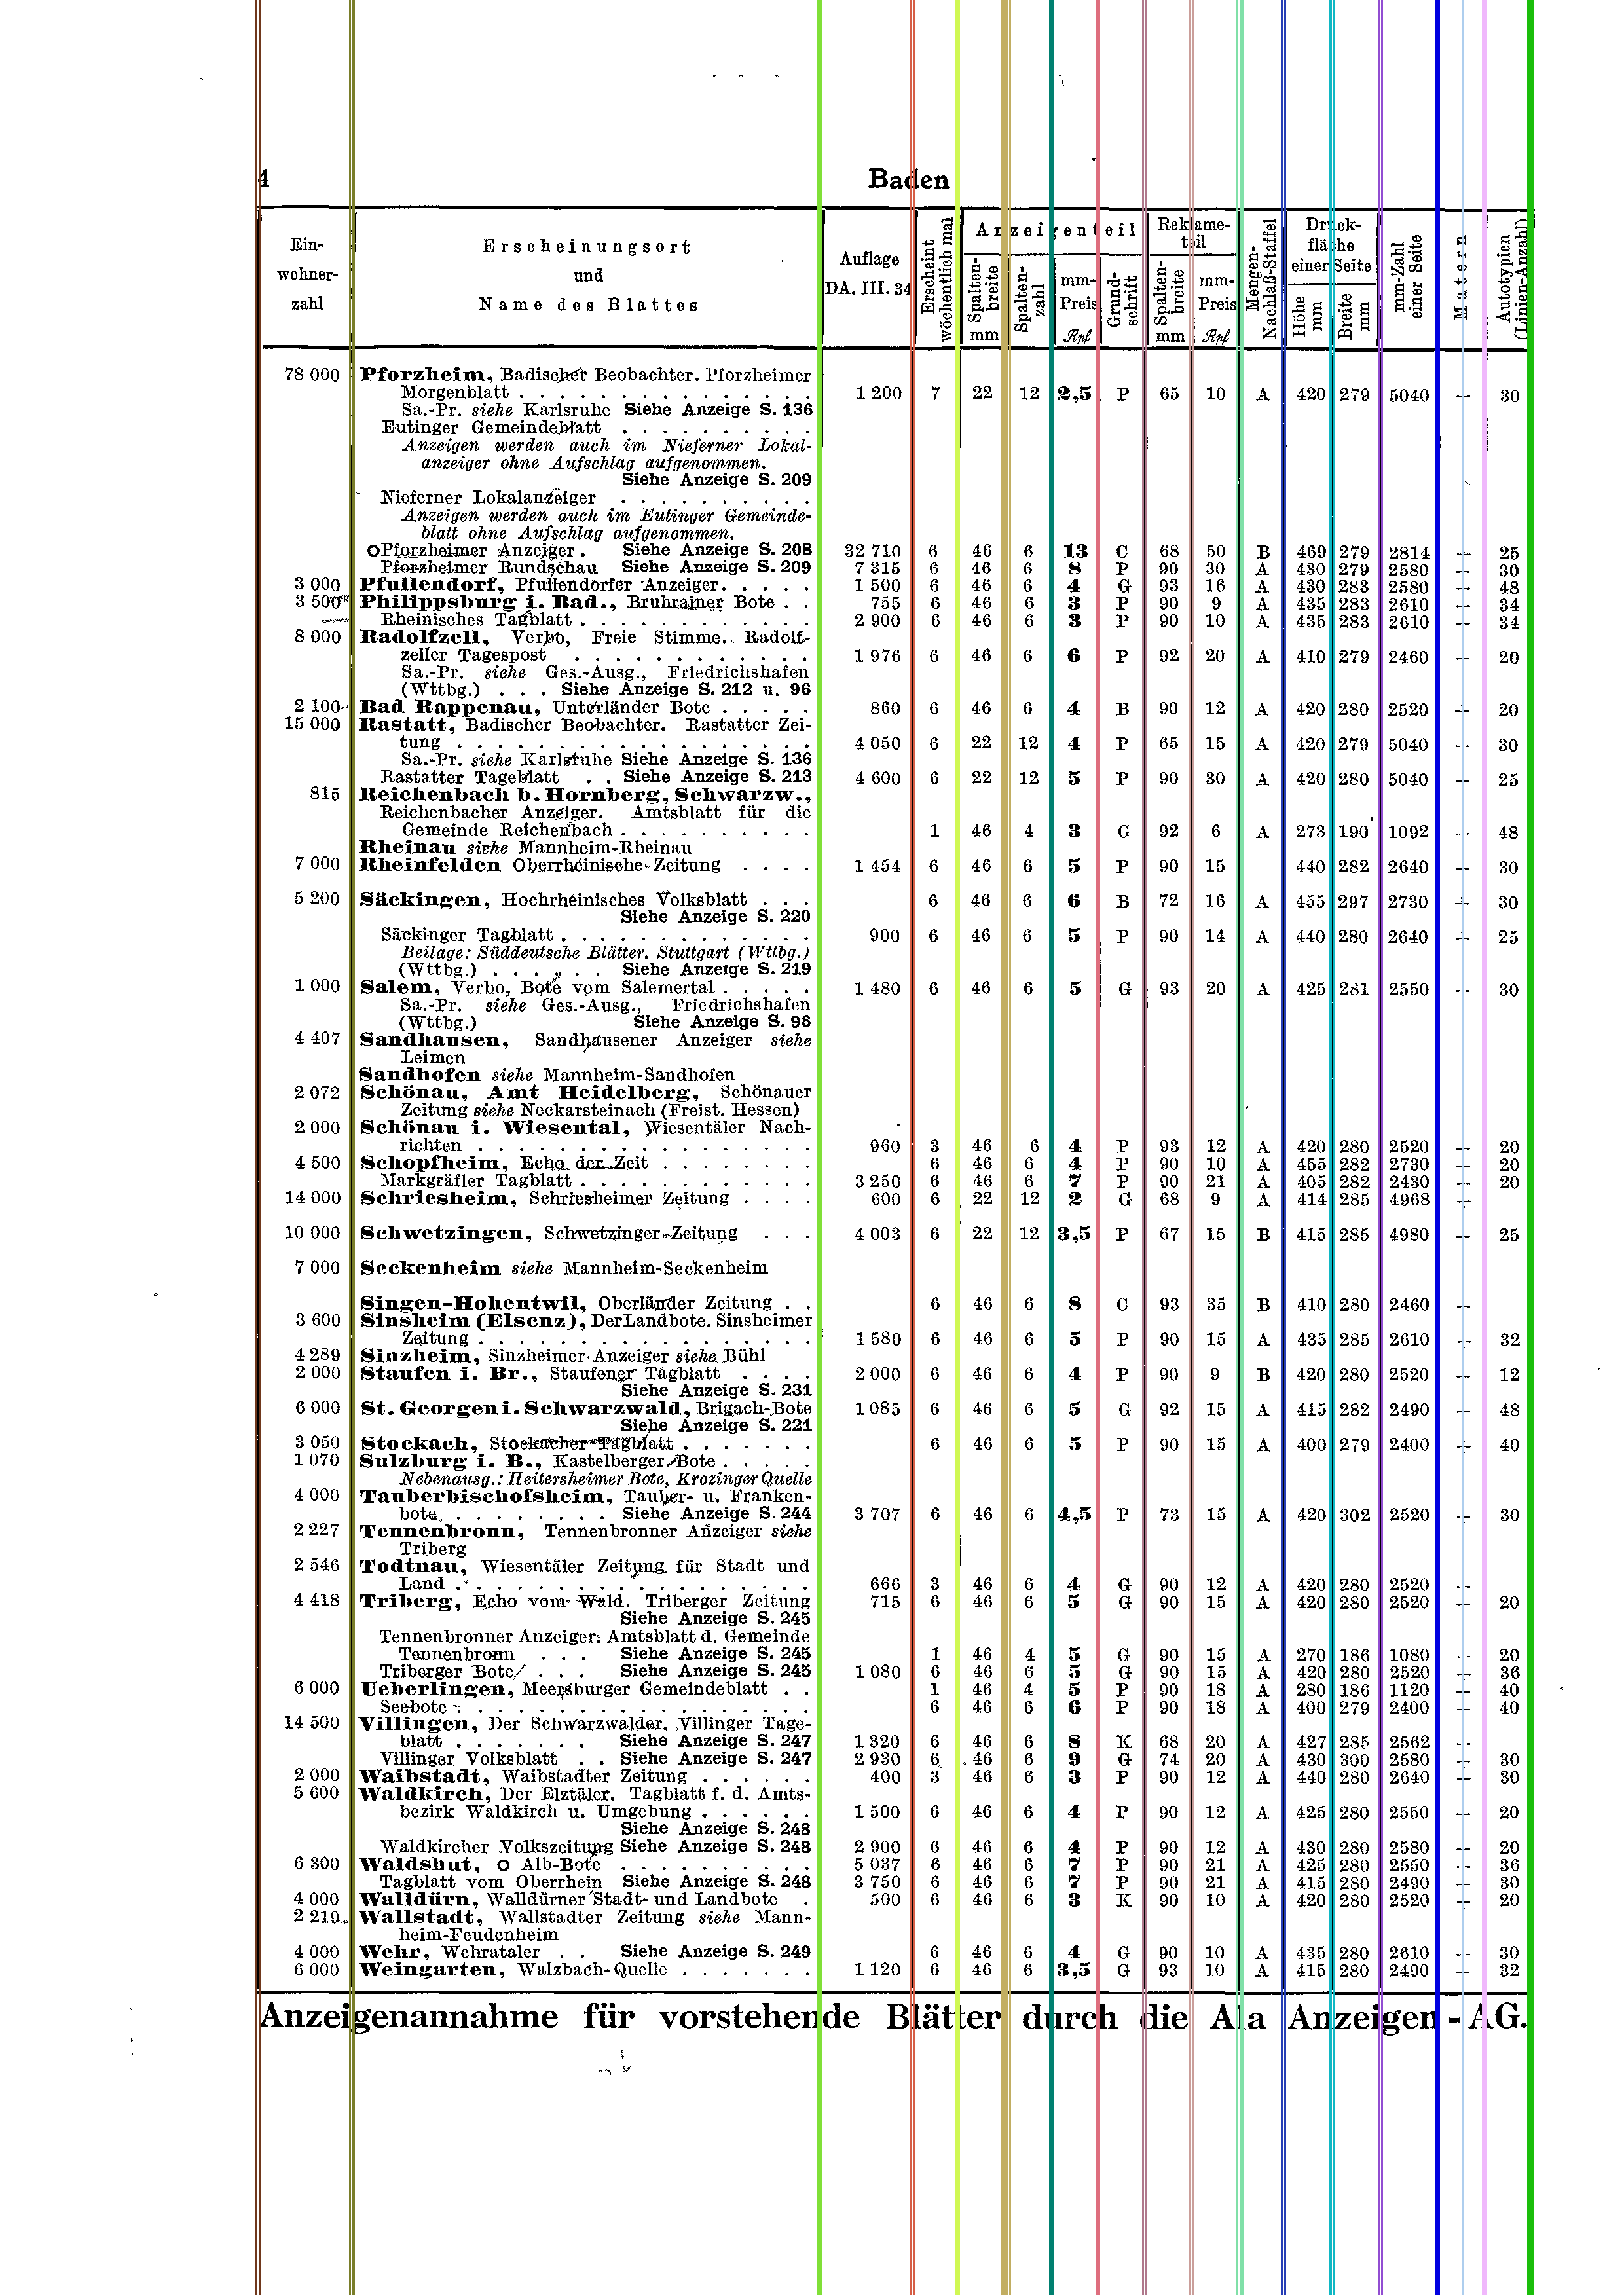 4 Baden
Ein-
wohner-
zahl
Erscheinungsort
und
Name des Blattes
Auflage
DA. III. 34
Erscheint
wöchentlich mal
Anzeigenteil
Spalten-
breite
mm
Spalten-
zahl
mm-
Preis
Rpf
Grund-
schrift
Reklame-
teil
Spalten-
breite
mm
mm-
Preis
Rpf
Mengen-
Nachlaß-Staffel
Druck-
fläche
einer Seite
Höhe
mm
Breite
mm
mm-Zahl
einer Seite
Matern
Autotypien
(Linien-Anzahl)
78 000 Pforzheim, Badischer Beobachter. Pforzheimer
Morgenblatt . . . 1 200 7 22 12 2,5 P 65 10 A 420 279 5040 + 30
Sa.-Pr. siehe Karlsruhe Siehe Anzeige S. 136
Eutinger Gemeindeblatt . . .
Anzeigen werden auch im Nieferner Lokal-
anzeiger ohne Aufschlag aufgenommen.
Siehe Anzeige S. 209
Nieferner Lokalanzeiger . . .
Anzeigen werden auch im Eutinger Gemeinde-
blatt ohne Aufschlag aufgenommen.
OPforzheimer Anzeiger. Siehe Anzeige S. 208 32 710 6 46 6 13 C 68 50 B 469 279 2814 + 25
Pforzheimer Rundschau Siehe Anzeige S. 209 7 315 6 46 6 8 P 90 30 A 430 279 2580 + 30
3 000 Pfullendorf, Pfullendorfer Anzeiger. . . . 1 500 6 46 6 4 G 93 16 A 430 283 2580 + 48
3 500 Philippsburg i. Bad., Bruhrainer Bote . . 755 6 46 6 3 P 90 9 A 435 283 2610 + 34
Rheinisches Tagblatt . . . 2 900 6 46 6 3 P 90 10 A 435 283 2610 + 34
8 000 Radolfzell, Verbo, Freie Stimme. Radolf-
zeller Tagespost . . . 1 976 6 46 6 6 P 92 20 A 410 279 2460 + 20
Sa.-Pr. siehe Ges.-Ausg., Friedrichshafen
(Wttbg.) . . . Siehe Anzeige S. 212 u. 96
2 100 Bad Rappenau, Unterländer Bote . . . 860 6 46 6 4 B 90 12 A 420 280 2520 + 20
15 000 Rastatt, Badischer Beobachter. Rastatter Zei-
tung . . . 4 050 6 22 12 4 P 65 15 A 420 279 5040 + 30
Sa.-Pr. siehe Karlsruhe Siehe Anzeige S. 136
Rastatter Tageblatt . . Siehe Anzeige S. 213 4 600 6 22 12 5 P 90 30 A 420 280 5040 + 25
815 Reichenbach b. Hornberg, Schwarzw.,
Reichenbacher Anzeiger. Amtsblatt für die
Gemeinde Reichenbach . . . 1 46 4 3 G 92 6 A 273 190 1092 + 48
Rheinau siehe Mannheim-Rheinau
7 000 Rheinfelden Oberrheinische Zeitung . . . . 1 454 6 46 6 5 P 90 15 440 282 2640 + 30
5 200 Säckingen, Hochrheinisches Volksblatt . . . 6 46 6 6 B 72 16 A 455 297 2730 + 30
Siehe Anzeige S. 220
Säckinger Tagblatt . . . 900 6 46 6 5 P 90 14 A 440 280 2640 + 25
Beilage: Süddeutsche Blätter. Stuttgart (Wttbg.)
(Wttbg.) . . . Siehe Anzeige S. 219
1 000 Salem, Verbo, Bote vom Salemertal . . . 1 480 6 46 6 5 G 93 20 A 425 281 2550 + 30
Sa.-Pr. siehe Ges.-Ausg., Friedrichshafen
(Wttbg.) Siehe Anzeige S. 96
4 407 Sandhausen, Sandhausener Anzeiger siehe
Leimen
Sandhofen siehe Mannheim-Sandhofen
2 072 Schönau, Amt Heidelberg, Schönauer
Zeitung siehe Neckarsteinach (Freist. Hessen)
2 000 Schönau i. Wiesental, Wiesentäler Nach-
richten . . . 960 3 46 6 4 P 93 12 A 420 280 2520 + 20
4 500 Schopfheim, Echo der Zeit . . . 6 46 6 4 P 90 10 A 455 282 2730 + 20
Markgräfler Tagblatt . . . 3 250 6 46 6 7 P 90 21 A 405 282 2430 + 20
14 000 Schriesheim, Schriesheimer Zeitung . . . . 600 6 22 12 2 G 68 9 A 414 285 4968 +
10 000 Schwetzingen, Schwetzinger Zeitung . . . 4 003 6 22 12 3,5 P 67 15 B 415 285 4980 + 25
7 000 Seckenheim siehe Mannheim-Seckenheim
Singen-Hohentwil, Oberländer Zeitung . . 6 46 6 8 C 93 35 B 410 280 2460 +
3 600 Sinsheim (Elsenz), Der Landbote. Sinsheimer
Zeitung . . . 1 580 6 46 6 5 P 90 15 A 435 285 2610 + 32
4 289 Sinzheim, Sinzheimer Anzeiger siehe Bühl
2 000 Staufen i. Br., Staufener Tagblatt . . . . 2 000 6 46 6 4 P 90 9 B 420 280 2520 + 12
Siehe Anzeige S. 231
6 000 St. Georgen i. Schwarzwald, Brigach-Bote 1 085 6 46 6 5 G 92 15 A 415 282 2490 + 48
Siehe Anzeige S. 221
3 050 Stockach, Stockacher Tagblatt . . . 6 46 6 5 P 90 15 A 400 279 2400 + 40
1 070 Sulzburg i. B., Kastelberger Bote . . .
Nebenausg.: Heitersheimer Bote, Krozinger Quelle
4 000 Tauberbischofsheim, Tauber- u. Franken-
bote . . . Siehe Anzeige S. 244 3 707 6 46 6 4,5 P 73 15 A 420 302 2520 + 30
2 227 Tennenbronn, Tennenbronner Anzeiger siehe
Triberg
2 546 Todtnau, Wiesentäler Zeitung für Stadt und
Land . . . 666 3 46 6 4 G 90 12 A 420 280 2520 +
4 418 Triberg, Echo vom Wald. Triberger Zeitung 715 6 46 6 5 G 90 15 A 420 280 2520 + 20
Siehe Anzeige S. 245
Tennenbronner Anzeiger. Amtsblatt d. Gemeinde
Tennenbronn . . . Siehe Anzeige S. 245 1 46 4 5 G 90 15 A 270 186 1080 + 20
Triberger Bote . . . Siehe Anzeige S. 245 1 080 6 46 6 5 G 90 15 A 420 280 2520 + 36
6 000 Ueberlingen, Meersburger Gemeindeblatt . . 1 46 4 5 P 90 18 A 280 186 1120 + 40
Seebote . . . 6 46 6 6 P 90 18 A 400 279 2400 + 40
14 500 Villingen, Der Schwarzwalder. Villinger Tage-
blatt . . . Siehe Anzeige S. 247 1 320 6 46 6 8 K 68 20 A 427 285 2562 +
Villinger Volksblatt . . Siehe Anzeige S. 247 2 930 6 46 6 9 G 74 20 A 430 300 2580 + 30
2 000 Waibstadt, Waibstadter Zeitung . . . 400 3 46 6 3 P 90 12 A 440 280 2640 + 30
5 600 Waldkirch, Der Elztäler. Tagblatt f. d. Amts-
bezirk Waldkirch u. Umgebung . . . 1 500 6 46 6 4 P 90 12 A 425 280 2550 + 20
Siehe Anzeige S. 248
Waldkircher Volkszeitung Siehe Anzeige S. 248 2 900 6 46 6 4 P 90 12 A 430 280 2580 + 20
6 300 Waldshut, O Alb-Bote . . . 5 037 6 46 6 7 P 90 21 A 425 280 2550 + 36
Tagblatt vom Oberrhein Siehe Anzeige S. 248 3 750 6 46 6 7 P 90 21 A 415 280 2490 + 30
4 000 Walldürn, Walldürner Stadt- und Landbote . 500 6 46 6 3 K 90 10 A 420 280 2520 + 20
2 219 Wallstadt, Wallstadter Zeitung siehe Mann-
heim-Feudenheim
4 000 Wehr, Wehrataler . . Siehe Anzeige S. 249 6 46 6 4 G 90 10 A 435 280 2610 + 30
6 000 Weingarten, Walzbach-Quelle . . . 1 120 6 46 6 3,5 G 93 10 A 415 280 2490 + 32
Anzeigenannahme für vorstehende Blätter durch die Ala Anzeigen-AG.